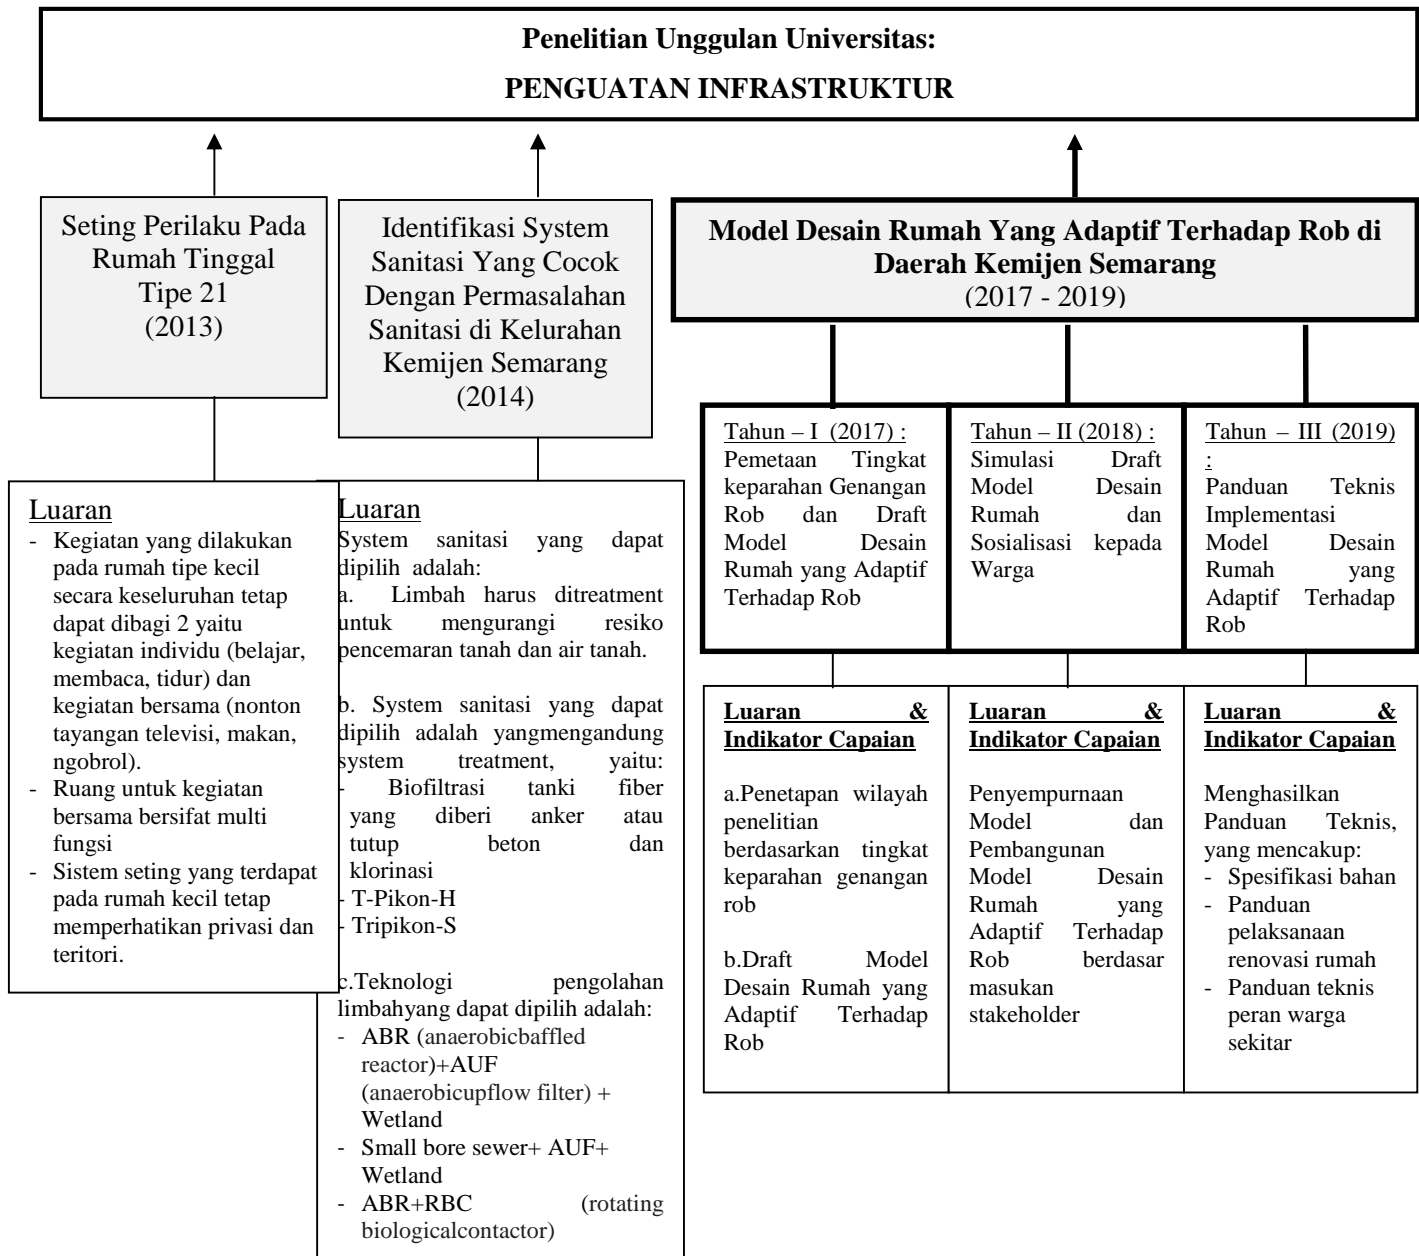 Penelitian Unggulan Universitas:
PENGUATAN INFRASTRUKTUR
Seting Perilaku Pada
Rumah Tinggal
Tipe 21
(2013)
Identifikasi System
Sanitasi Yang Cocok
Dengan Permasalahan
Sanitasi di Kelurahan
Kemijen Semarang
(2014)
Model Desain Rumah Yang Adaptif Terhadap Rob di
Daerah Kemijen Semarang
(2017 - 2019)
Luaran
- Kegiatan yang dilakukan
pada rumah tipe kecil
secara keseluruhan tetap
dapat dibagi 2 yaitu
kegiatan individu (belajar,
membaca, tidur) dan
kegiatan bersama (nonton
tayangan televisi, makan,
ngobrol).
- Ruang untuk kegiatan
bersama bersifat multi
fungsi
- Sistem seting yang terdapat
pada rumah kecil tetap
memperhatikan privasi dan
teritori.
Luaran
System sanitasi yang dapat
dipilih adalah:
a. Limbah harus ditreatment
untuk mengurangi resiko
pencemaran tanah dan air tanah.
b. System sanitasi yang dapat
dipilih adalah yangmengandung
system treatment, yaitu:
- Biofiltrasi tanki fiber
yang diberi anker atau
tutup beton dan
klorinasi
- T-Pikon-H
- Tripikon-S
c.Teknologi pengolahan
limbahyang dapat dipilih adalah:
- ABR (anaerobicbaffled
reactor)+AUF
(anaerobicupflow filter) +
Wetland
- Small bore sewer+ AUF+
Wetland
- ABR+RBC (rotating
biologicalcontactor)
Tahun – I (2017) :
Pemetaan Tingkat
keparahan Genangan
Rob dan Draft
Model Desain
Rumah yang Adaptif
Terhadap Rob
Tahun – II (2018) :
Simulasi Draft
Model Desain
Rumah dan
Sosialisasi kepada
Warga
Tahun – III (2019)
:
Panduan Teknis
Implementasi
Model Desain
Rumah yang
Adaptif Terhadap
Rob
Luaran &
Indikator Capaian
a.Penetapan wilayah
penelitian
berdasarkan tingkat
keparahan genangan
rob
b.Draft Model
Desain Rumah yang
Adaptif Terhadap
Rob
Luaran &
Indikator Capaian
Penyempurnaan
Model dan
Pembangunan
Model Desain
Rumah yang
Adaptif Terhadap
Rob berdasar
masukan
stakeholder
Luaran &
Indikator Capaian
Menghasilkan
Panduan Teknis,
yang mencakup:
- Spesifikasi bahan
- Panduan
pelaksanaan
renovasi rumah
- Panduan teknis
peran warga
sekitar